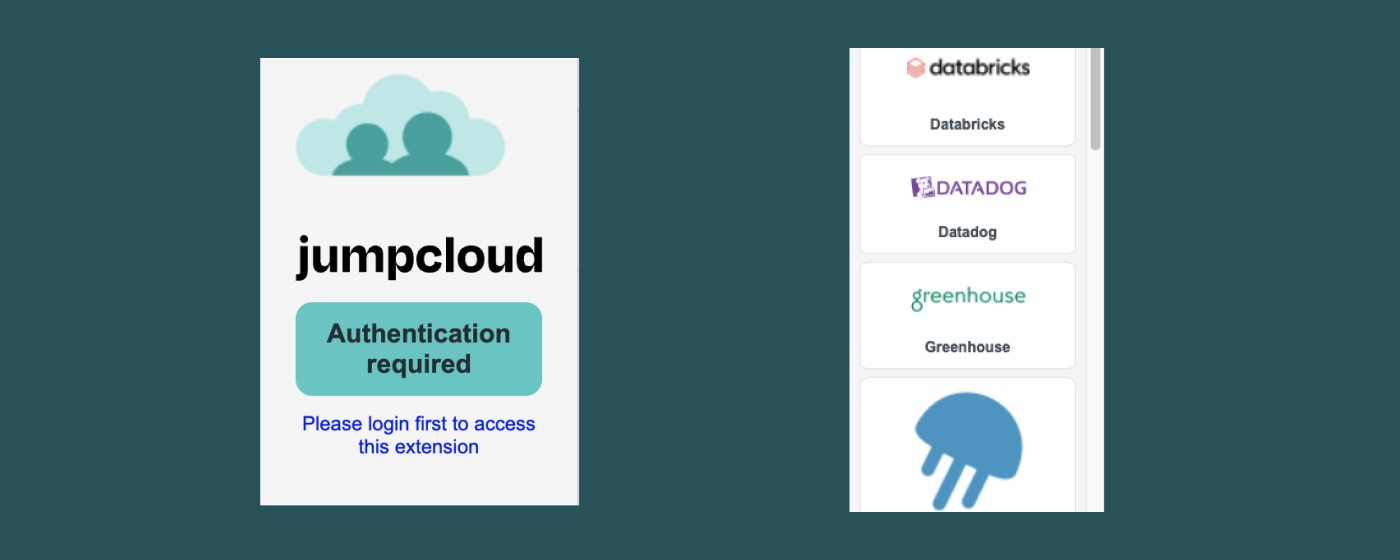 jumpcloud
Authentication
required
Please login first to access
this extension
databricks
Databricks
DATADOG
Datadog
greenhouse
Greenhouse